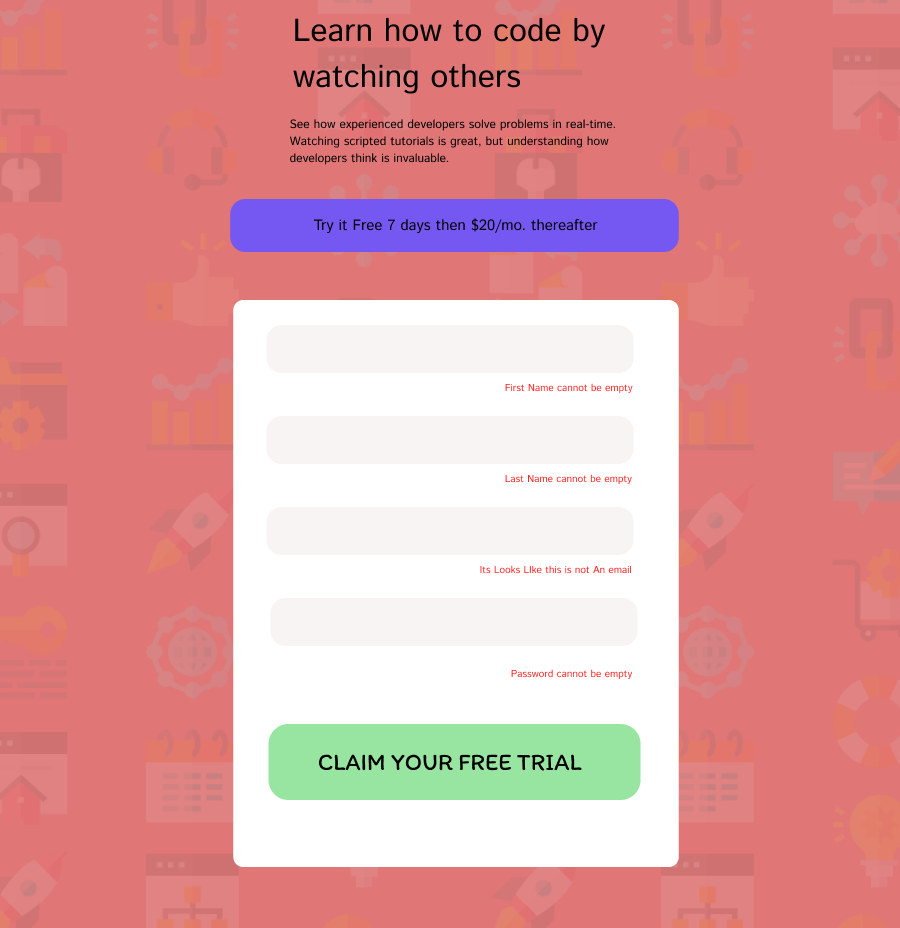 Learn how to code by
watching others
See how experienced developers solve problems in real-time.
Watching scripted tutorials is great, but understanding how
developers think is invaluable.
Try it Free 7 days then $20/mo. thereafter
First Name cannot be empty
Last Name cannot be empty
Its Looks LIke this is not An email
Password cannot be empty
CLAIM YOUR FREE TRIAL